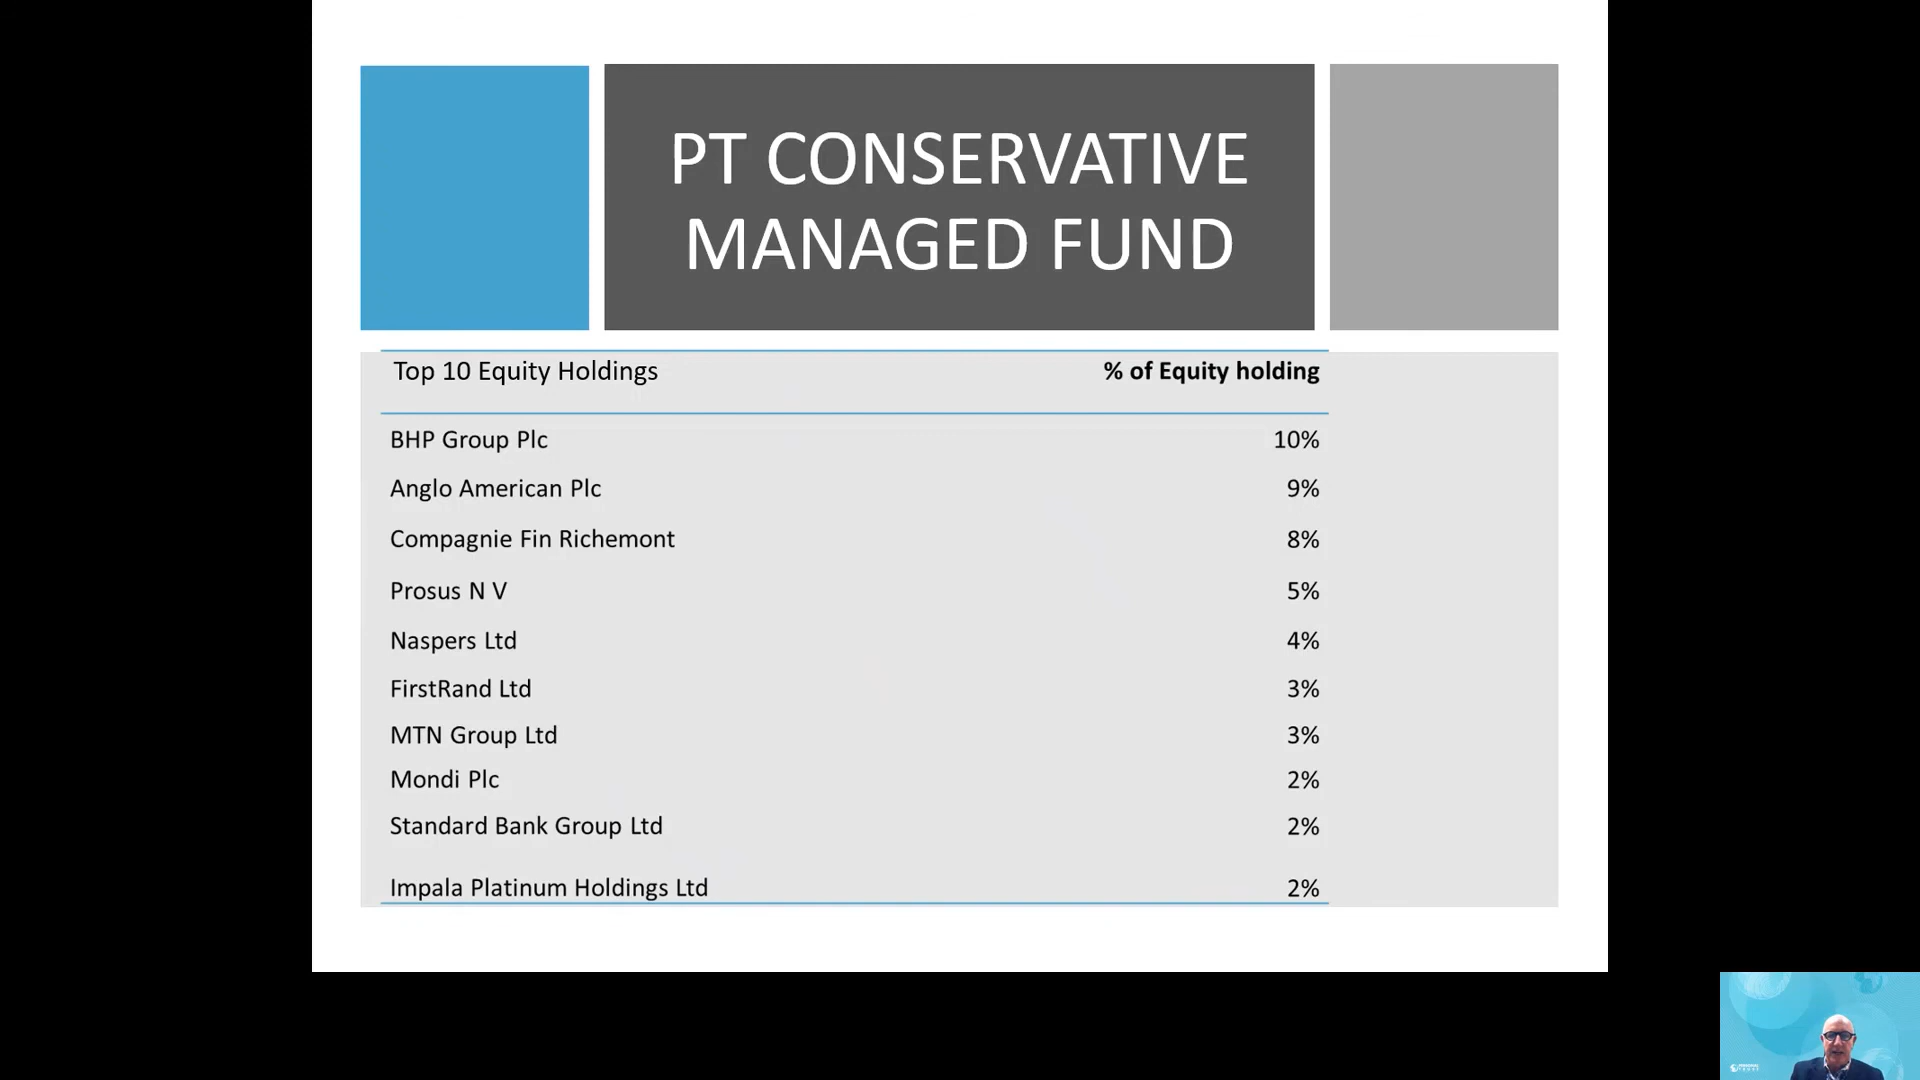 PT CONSERVATIVE
MANAGED FUND
Top 10 Equity Holdings % of Equity holding
BHP Group Plc 10%
Anglo American Plc 9%
Compagnie Fin Richemont 8%
Prosus N V 5%
Naspers Ltd 4%
FirstRand Ltd 3%
MTN Group Ltd 3%
Mondi Plc 2%
Standard Bank Group Ltd 2%
Impala Platinum Holdings Ltd 2%